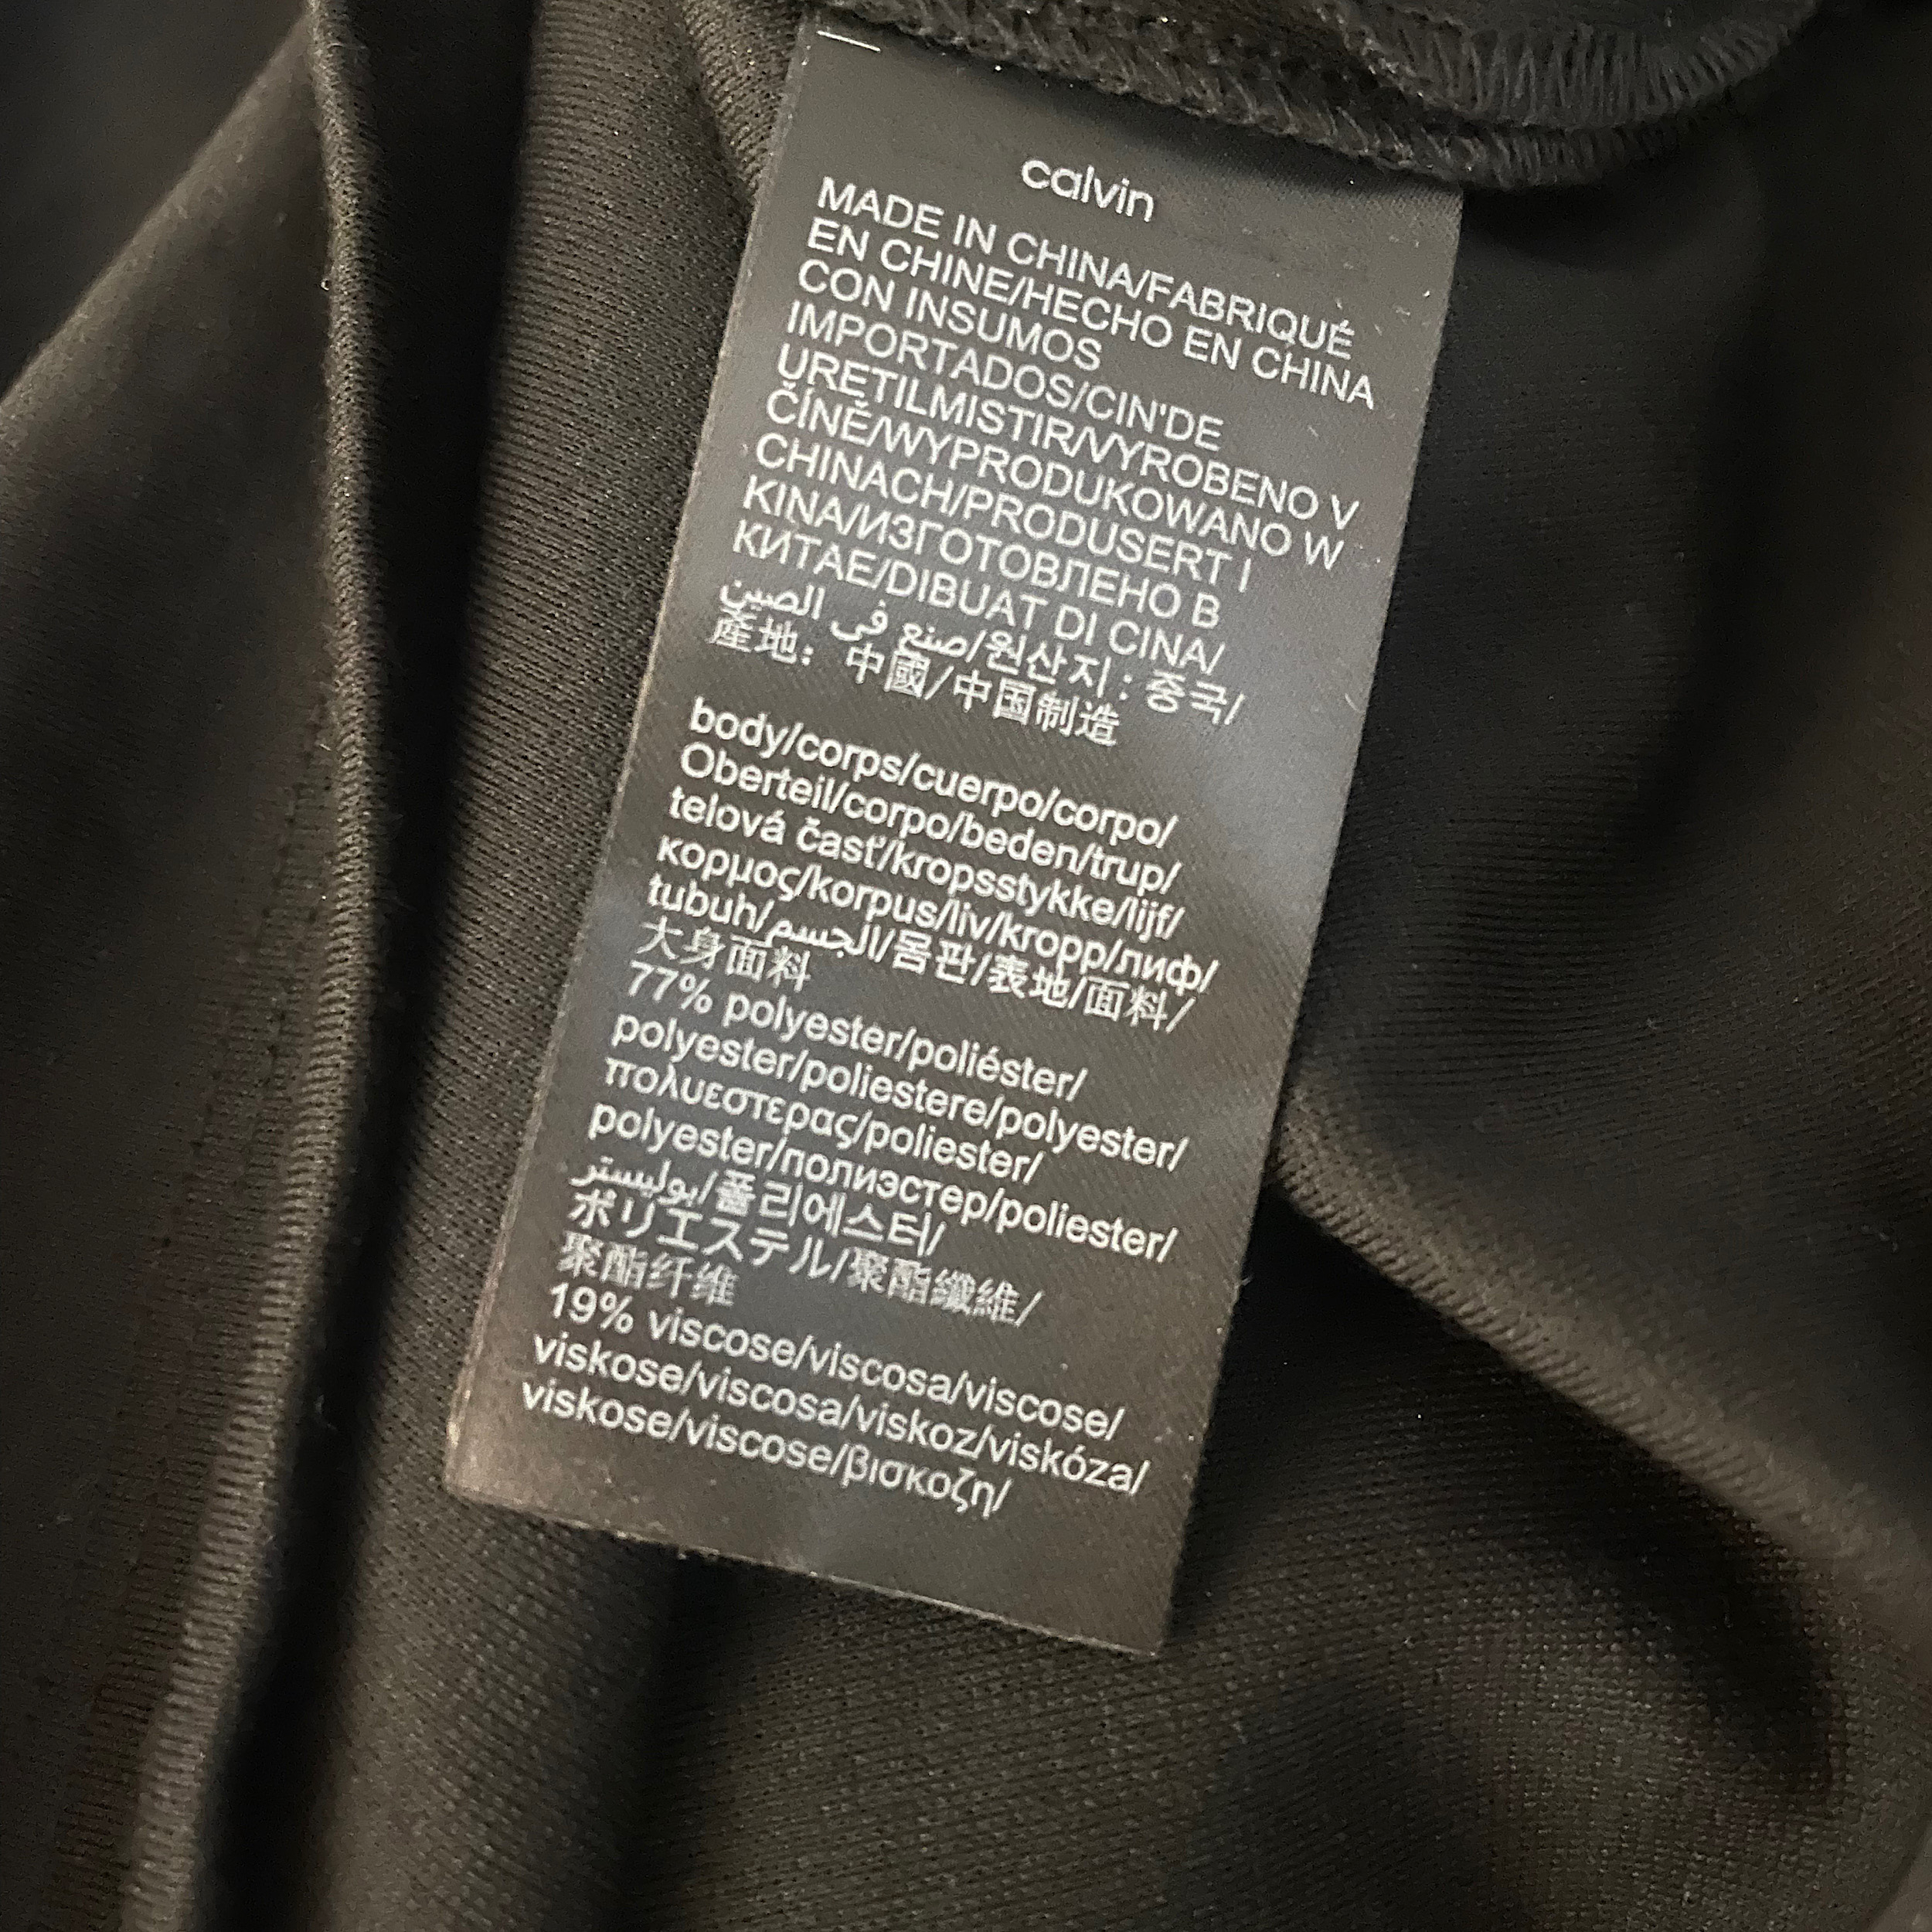 calvin
MADE IN CHINA/FABRIQUÉ
EN CHINE/HECHO EN CHINA
CON INSUMOS
IMPORTADOS/CIN'DE
ÜRETILMISTIR/VYROBENO V
ČÍNĚ/WYPRODUKOWANO W
CHINACH/PRODUSERT I
KINA/ИЗГОТОВЛЕНО В
КИТАЕ/DIBUAT DI CINA/
صنع في الصين/원산지: 중국/
產地: 中國/中国制造
body/corps/cuerpo/corpo/
Oberteil/corpo/beden/trup/
telová časť/kropsstykke/lijf/
κορμος/korpus/liv/kropp/лиф/
tubuh/الجسم/몸판/表地/面料/
大身面料
77% polyester/poliéster/
polyester/poliestere/polyester/
πολυεστερας/poliester/
polyester/полиэстер/poliester/
بوليستر/폴리에스터/
ポリエステル/聚酯纖維/
聚酯纤维
19% viscose/viscosa/viscose/
viskose/viscosa/viskoz/viskóza/
viskose/viscose/βισκοζη/